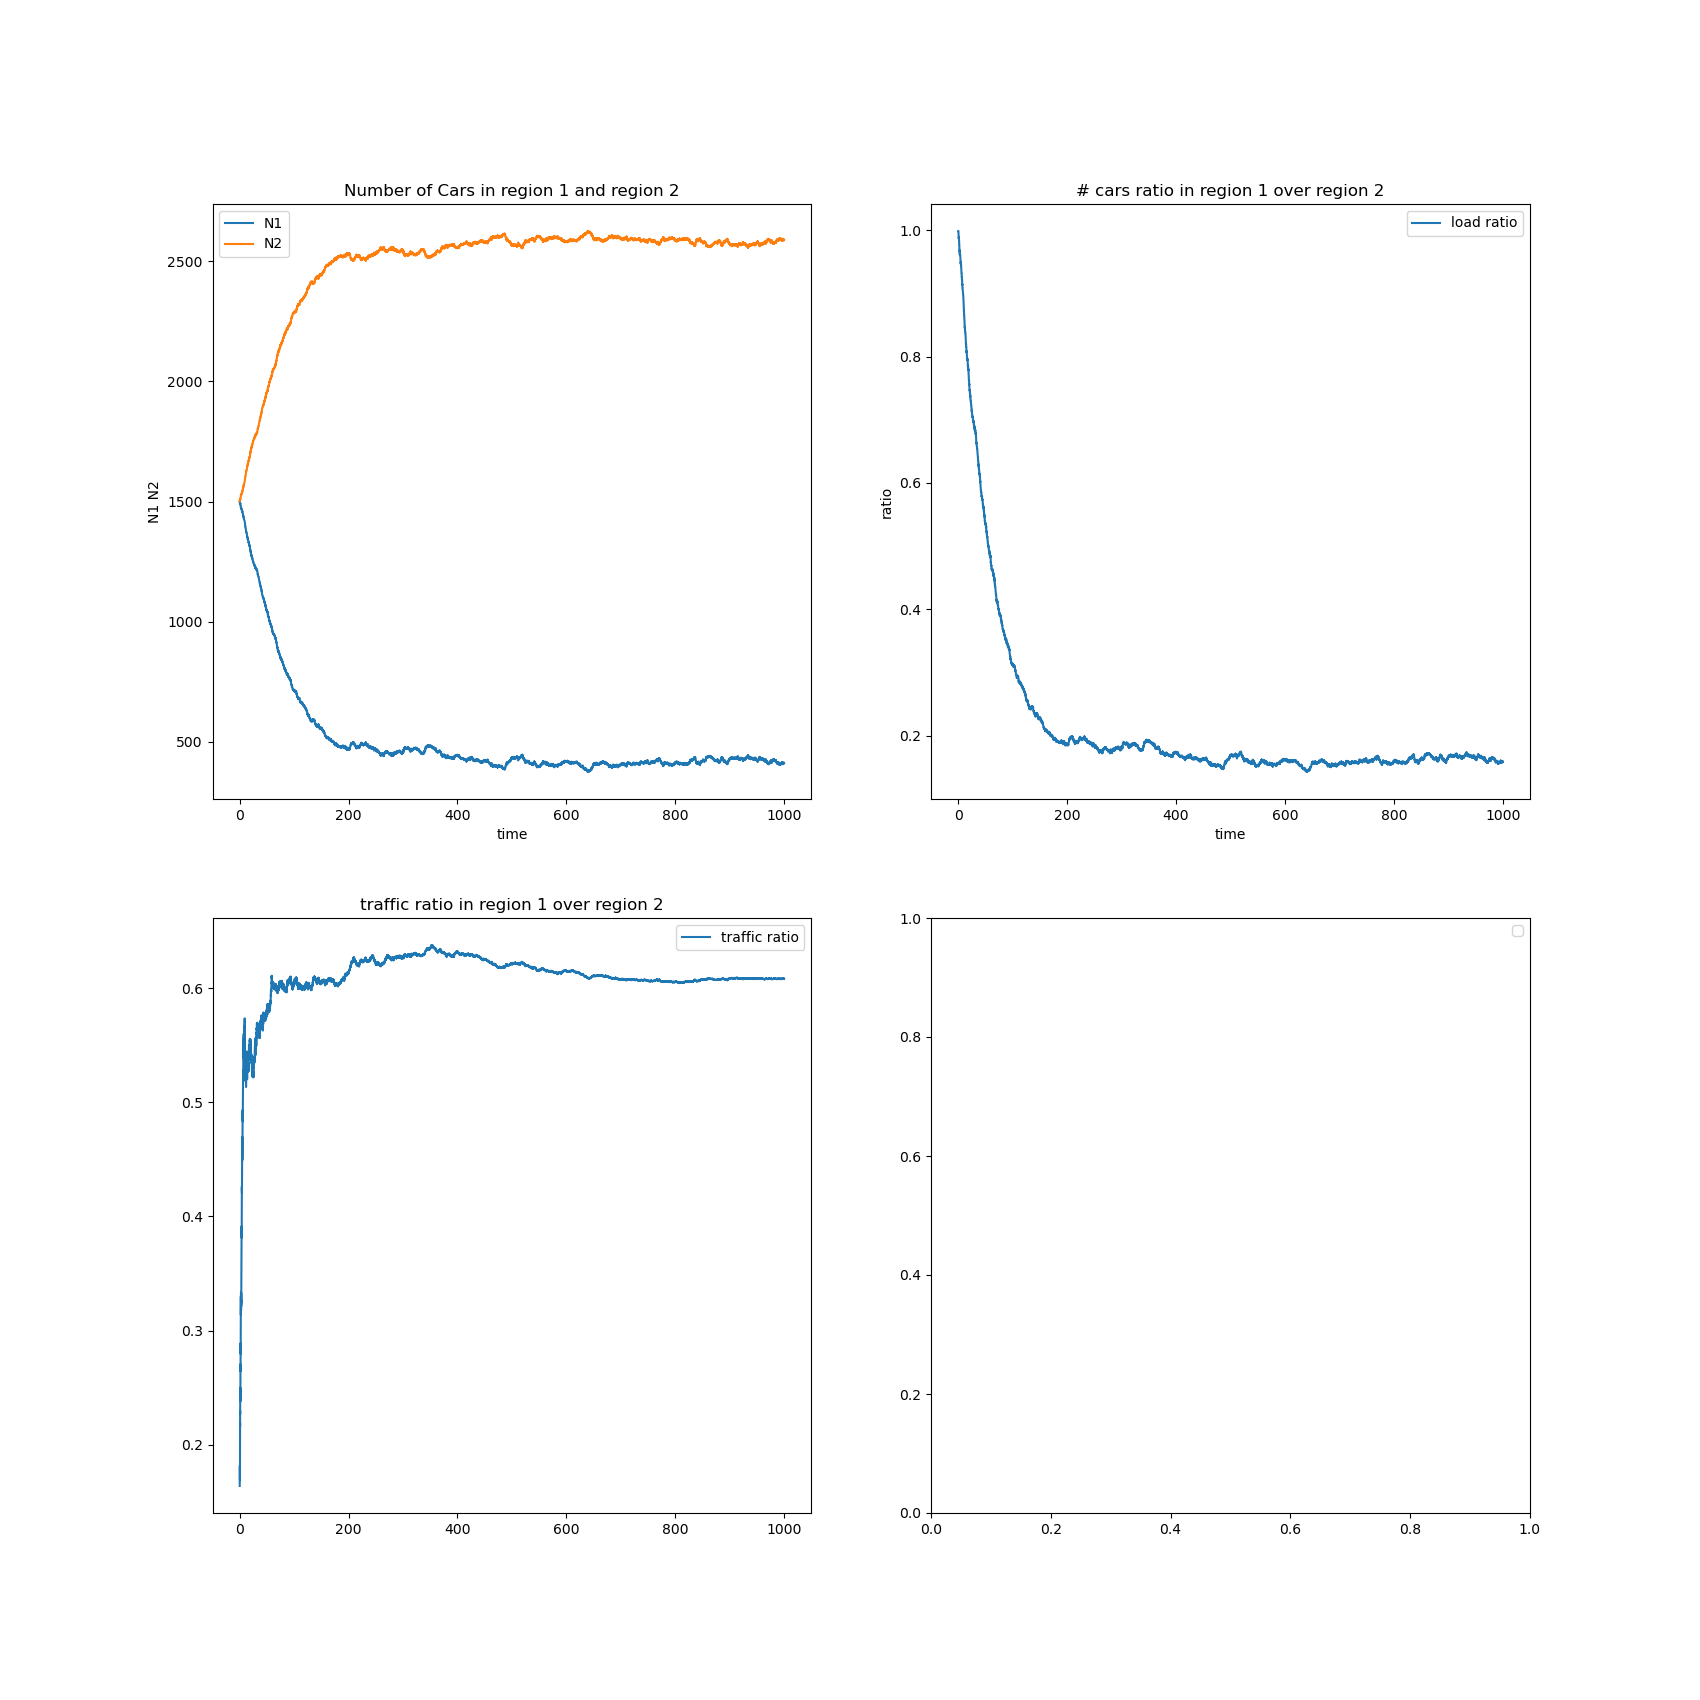 Number of Cars in region 1 and region 2
N1
N2
2500
2000
1500
1000
500
N1 N2
0 200 400 600 800 1000
time
# cars ratio in region 1 over region 2
load ratio
1.0
0.8
0.6
0.4
0.2
ratio
0 200 400 600 800 1000
time
traffic ratio in region 1 over region 2
traffic ratio
0.6
0.5
0.4
0.3
0.2
0 200 400 600 800 1000
1.0
0.8
0.6
0.4
0.2
0.0
0.0 0.2 0.4 0.6 0.8 1.0